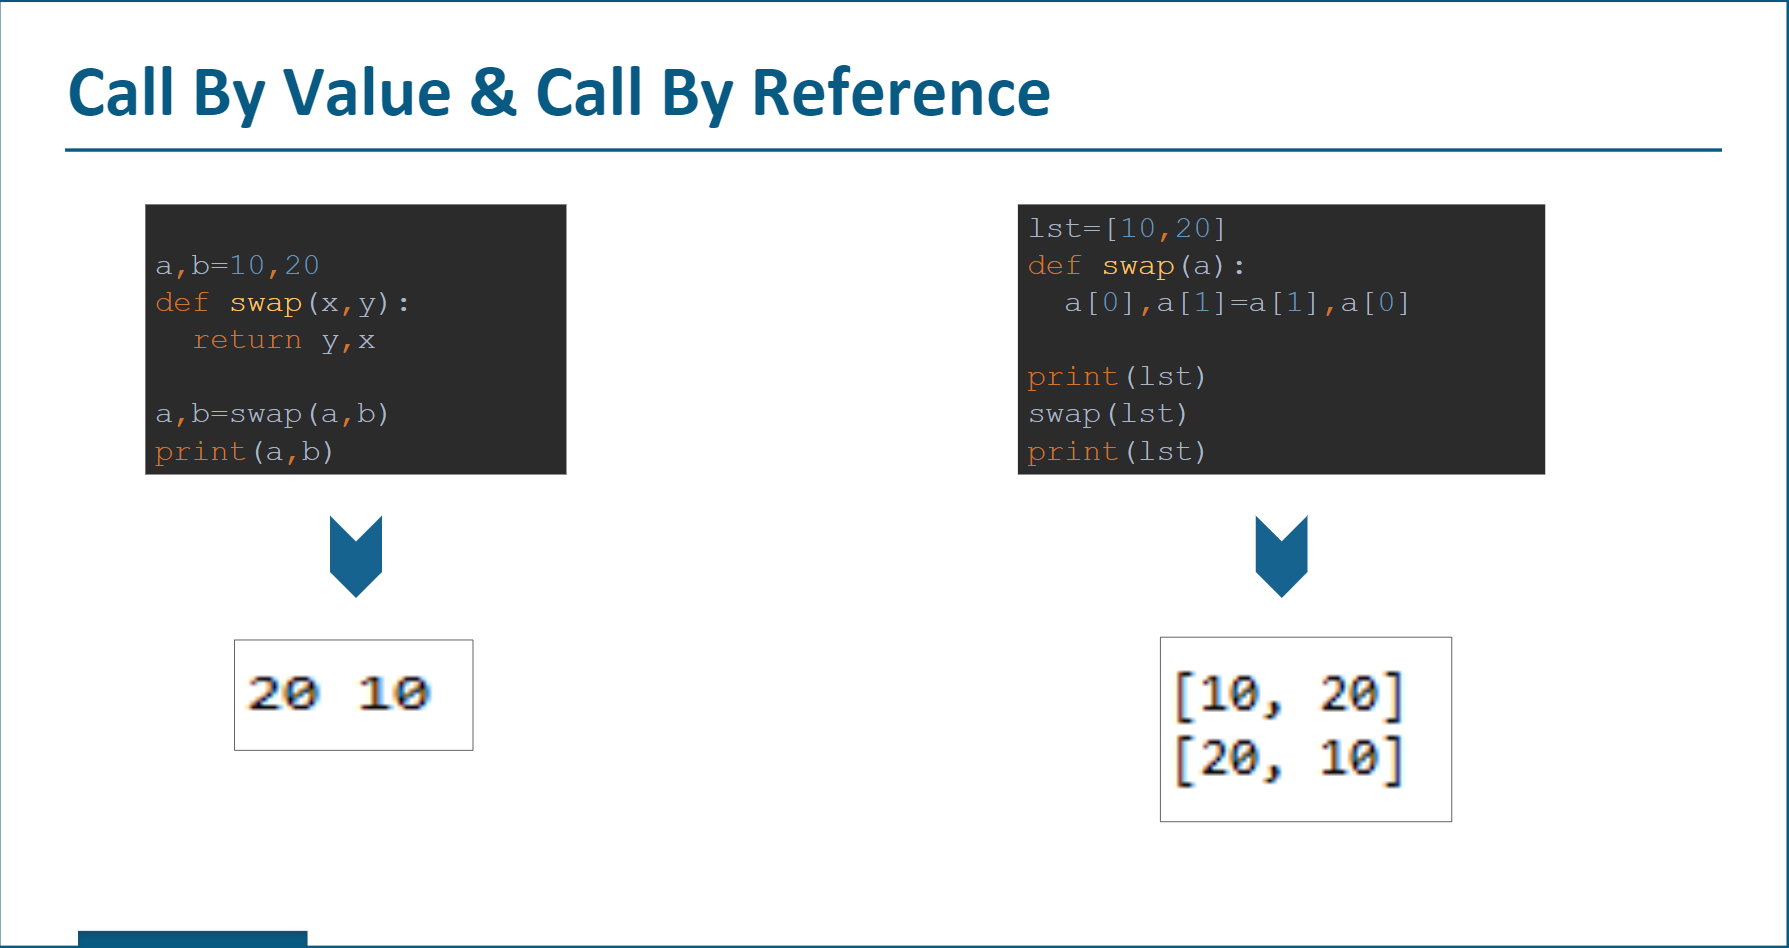 Call By Value & Call By Reference
a,b=10,20
def swap(x,y):
  return y,x
a,b=swap(a,b)
print(a,b)
20 10
lst=[10,20]
def swap(a):
  a[0],a[1]=a[1],a[0]
print(lst)
swap(lst)
print(lst)
[10, 20]
[20, 10]